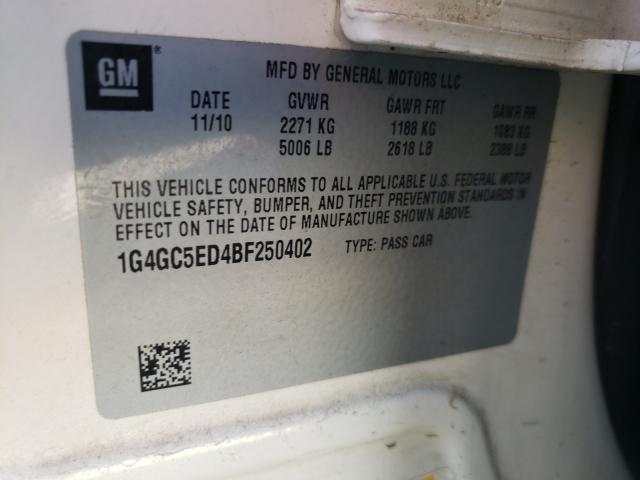 GM®
MFD BY GENERAL MOTORS LLC
DATE GVWR GAWR FRT GAWR RR
11/10 2271 KG 1188 KG 1083 KG
5006 LB 2618 LB 2388 LB
THIS VEHICLE CONFORMS TO ALL APPLICABLE U.S. FEDERAL MOTOR
VEHICLE SAFETY, BUMPER, AND THEFT PREVENTION STANDARDS IN
EFFECT ON THE DATE OF MANUFACTURE SHOWN ABOVE.
1G4GC5ED4BF250402 TYPE: PASS CAR